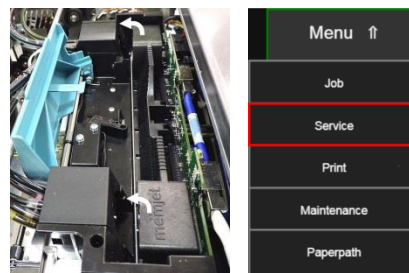 memjet
Menu ⇑
Job
Service
Print
Maintenance
Paperpath